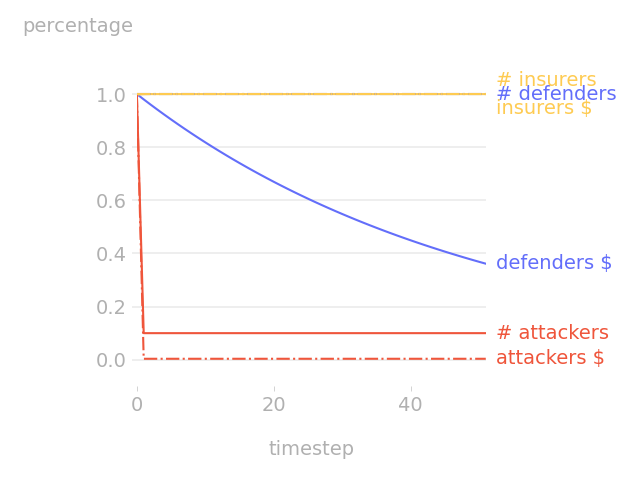 percentage
# insurers
# defenders
insurers $
1.0
0.8
0.6
0.4
0.2
0.0
defenders $
# attackers
attackers $
0
20
40
timestep